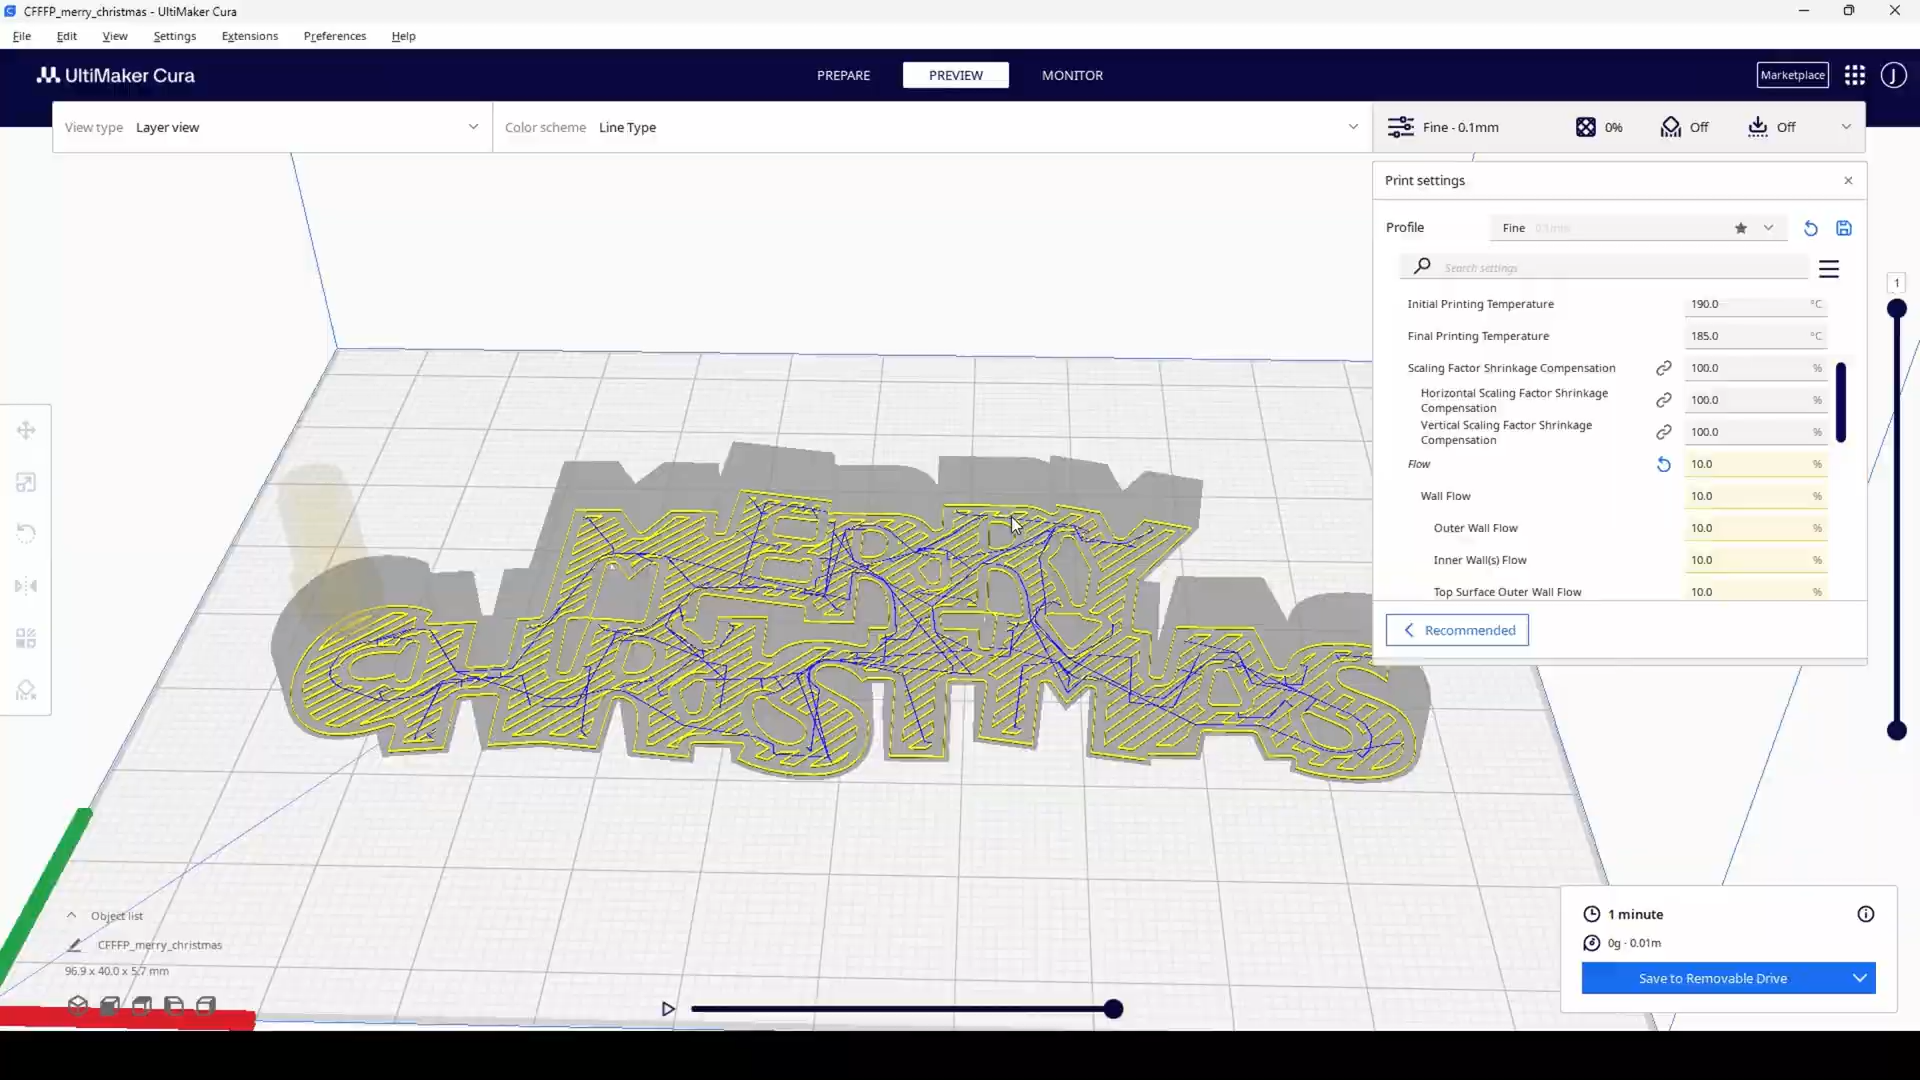 CFFFP_merry_christmas - UltiMaker Cura
File Edit View Settings Extensions Preferences Help
UltiMaker Cura PREPARE PREVIEW MONITOR Marketplace J
View type Layer view Color scheme Line Type Fine - 0.1mm 0% Off Off
Print settings
Profile Fine 0.1mm
Search settings
1
Initial Printing Temperature 190.0 °C
Final Printing Temperature 185.0 °C
Scaling Factor Shrinkage Compensation 100.0 %
Horizontal Scaling Factor Shrinkage
Compensation 100.0 %
Vertical Scaling Factor Shrinkage
Compensation 100.0 %
Flow 10.0 %
Wall Flow 10.0 %
Outer Wall Flow 10.0 %
Inner Wall(s) Flow 10.0 %
Top Surface Outer Wall Flow 10.0 %
Recommended
MERRY
CHRISTMAS
Object list
CFFFP_merry_christmas
96.9 x 40.0 x 5.7 mm
1 minute
0g · 0.01m
Save to Removable Drive